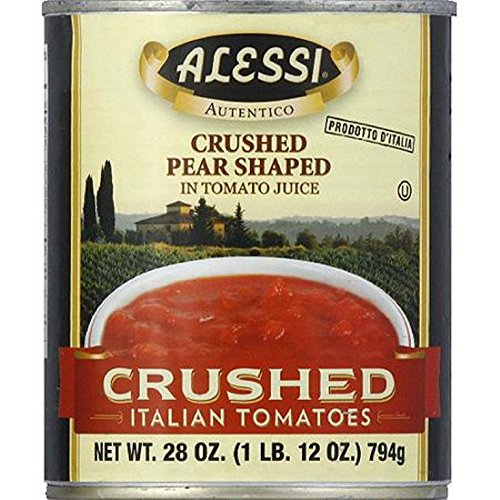 ALESSI®
AUTENTICO
CRUSHED
PEAR SHAPED
IN TOMATO JUICE
PRODOTTO D'ITALIA
U
CRUSHED
ITALIAN TOMATOES
NET WT. 28 OZ. (1 LB. 12 OZ.) 794g